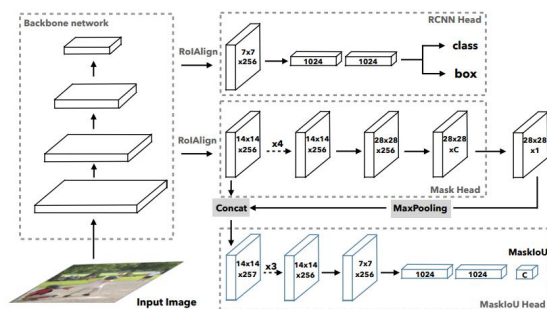 Backbone network
RCNN Head
RoIAlign
7x7
x256
1024
1024
class
box
RoIAlign
14x14
x256
x4
14x14
x256
28x28
x256
28x28
xC
28x28
x1
Mask Head
Concat
MaxPooling
14x14
x257
x3
14x14
x256
7x7
x256
1024
1024
MaskIoU
C
MaskIoU Head
Input Image